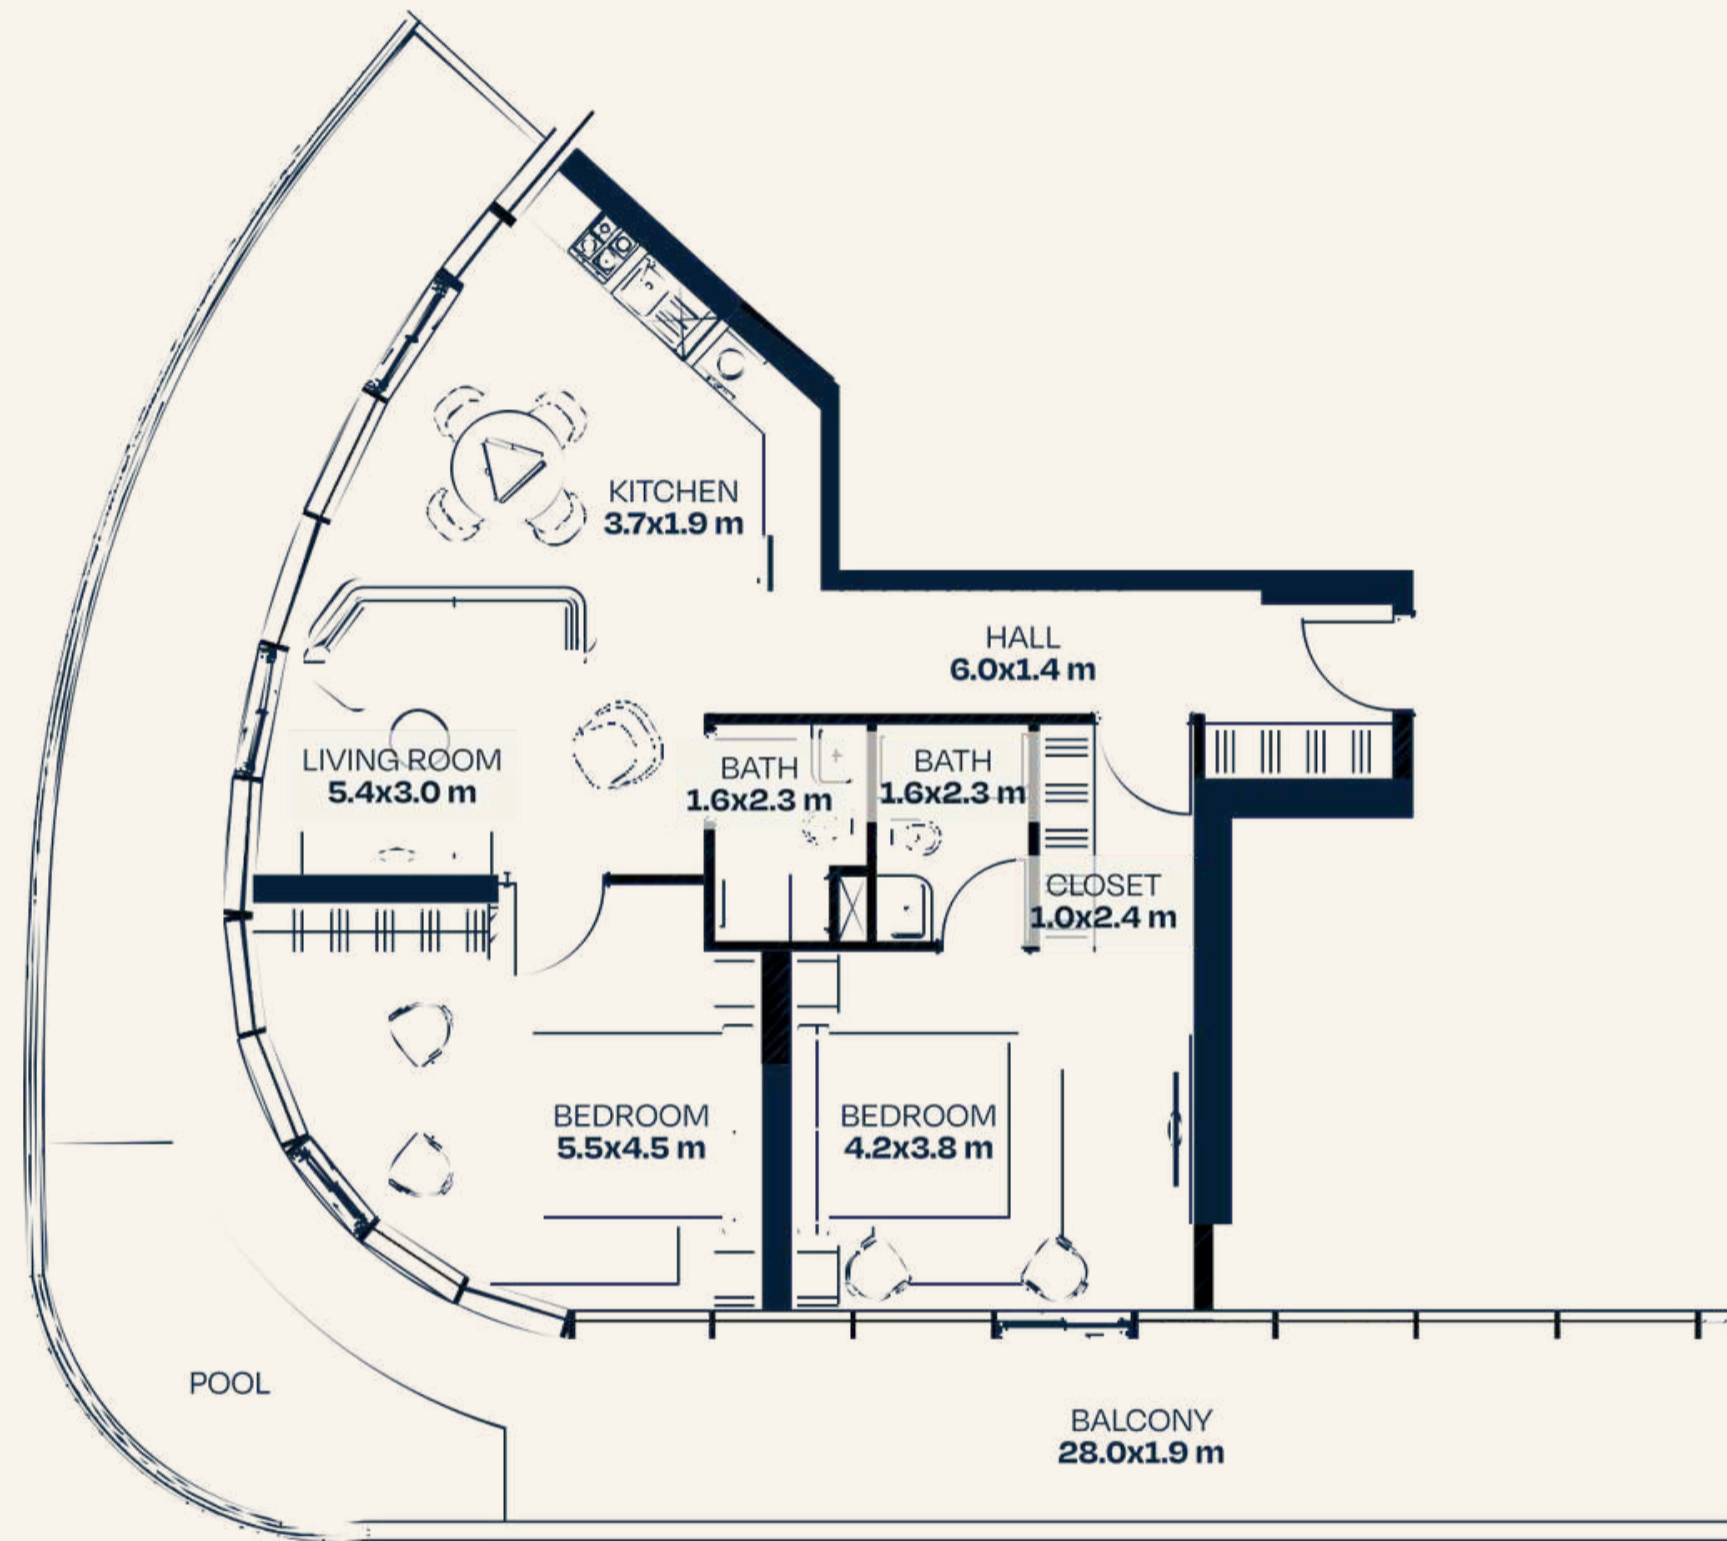 KITCHEN
3.7x1.9 m
HALL
6.0x1.4 m
LIVING ROOM
5.4x3.0 m
BATH
1.6x2.3 m
BATH
1.6x2.3 m
CLOSET
1.0x2.4 m
BEDROOM
5.5x4.5 m
BEDROOM
4.2x3.8 m
POOL
BALCONY
28.0x1.9 m